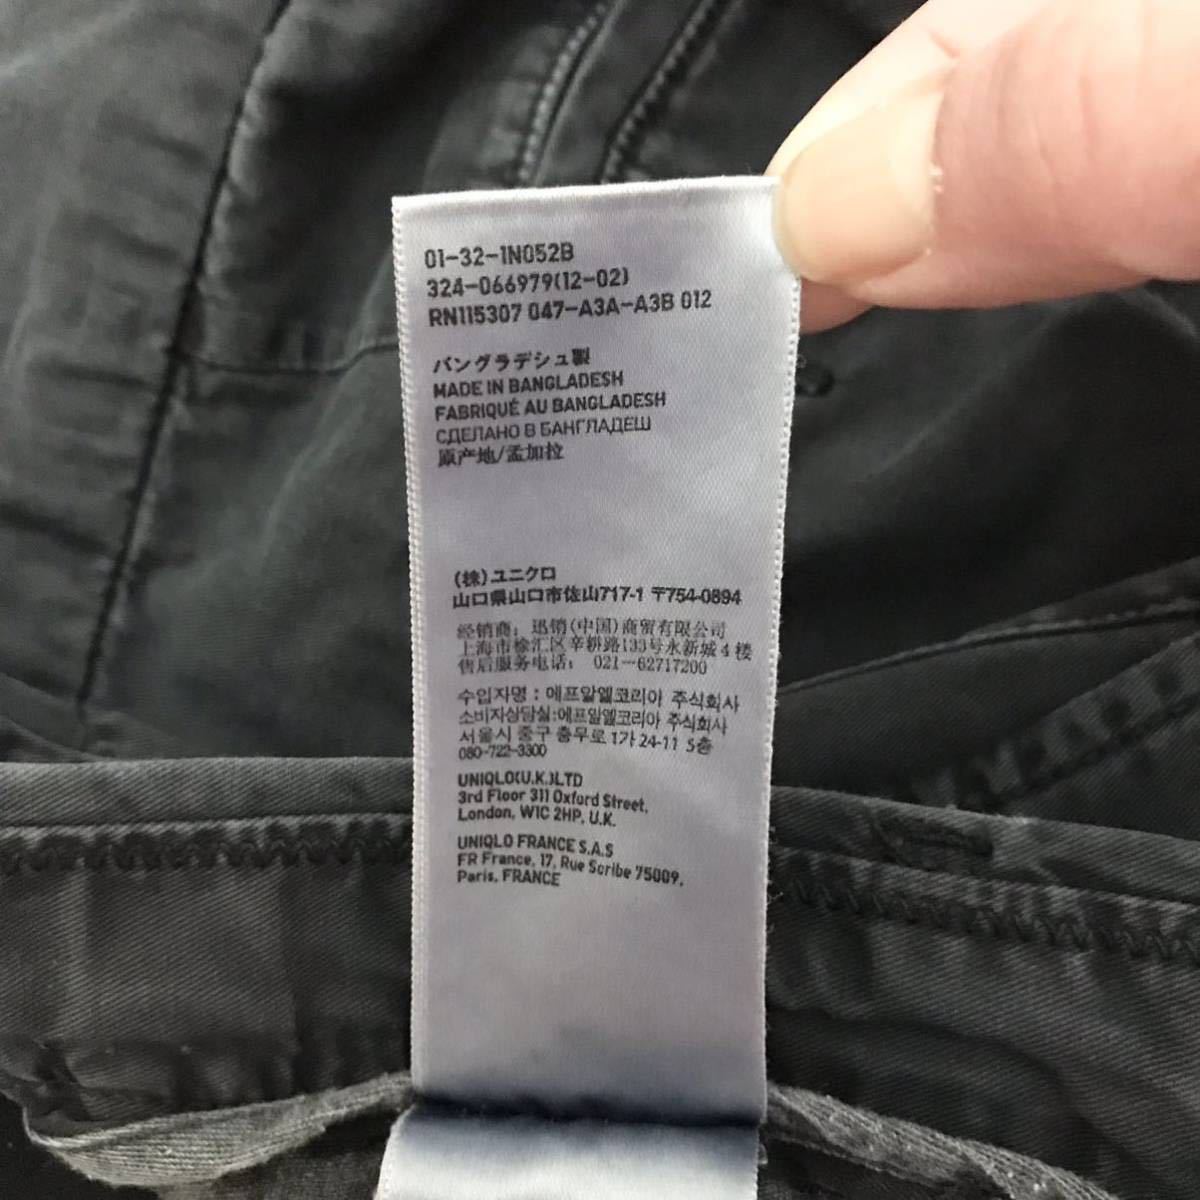 01-32-1N052B
324-066979(12-02)
RN115307 047-A3A-A3B 012
バングラデシュ製
MADE IN BANGLADESH
FABRIQUÉ AU BANGLADESH
СДЕЛАНО В БАНГЛАДЕШ
原产地/孟加拉
(株)ユニクロ
山口県山口市佐山717-1 〒754-0894
经销商：迅销(中国)商贸有限公司
上海市徐汇区辛耕路133号永新城4楼
售后服务电话： 021-62717200
수입자명 : 에프알엘코리아 주식회사
소비자상담실:에프알엘코리아 주식회사
서울시 중구 충무로 1가 24-11 5층
080-722-3300
UNIQLO(U.K.)LTD
3rd Floor 311 Oxford Street,
London, W1C 2HP, U.K.
UNIQLO FRANCE S.A.S
FR France, 17, Rue Scribe 75009,
Paris, FRANCE